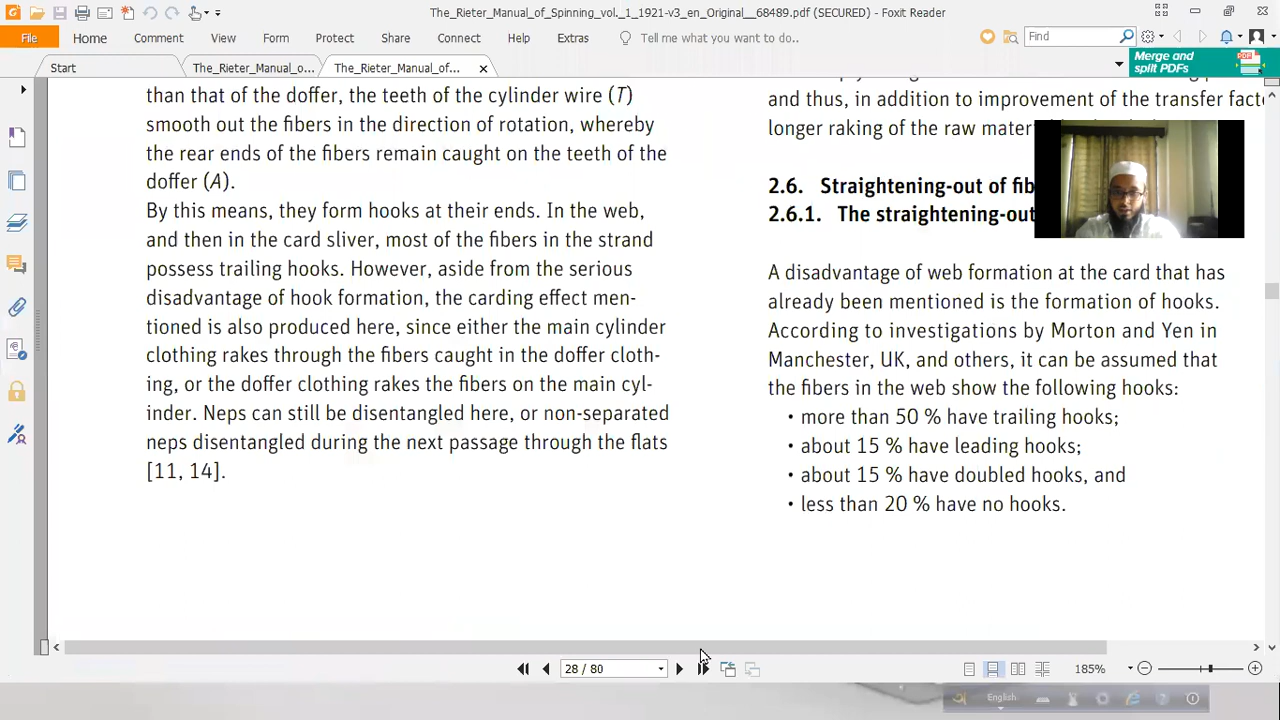 The_Rieter_Manual_of_Spinning_vol._1_1921-v3_en_Original__68489.pdf (SECURED) - Foxit Reader
File Home Comment View Form Protect Share Connect Help Extras Tell me what you want to do.. Find
Start The_Rieter_Manual_o... The_Rieter_Manual_of... Merge and
split PDFs
than that of the doffer, the teeth of the cylinder wire (T)
smooth out the fibers in the direction of rotation, whereby
the rear ends of the fibers remain caught on the teeth of the
doffer (A).
By this means, they form hooks at their ends. In the web,
and then in the card sliver, most of the fibers in the strand
possess trailing hooks. However, aside from the serious
disadvantage of hook formation, the carding effect men-
tioned is also produced here, since either the main cylinder
clothing rakes through the fibers caught in the doffer cloth-
ing, or the doffer clothing rakes the fibers on the main cyl-
inder. Neps can still be disentangled here, or non-separated
neps disentangled during the next passage through the flats
[11, 14].
and thus, in addition to improvement of the transfer facto
longer raking of the raw mater
2.6. Straightening-out of fib
2.6.1. The straightening-out
A disadvantage of web formation at the card that has
already been mentioned is the formation of hooks.
According to investigations by Morton and Yen in
Manchester, UK, and others, it can be assumed that
the fibers in the web show the following hooks:
• more than 50 % have trailing hooks;
• about 15 % have leading hooks;
• about 15 % have doubled hooks, and
• less than 20 % have no hooks.
28 / 80
185%
English